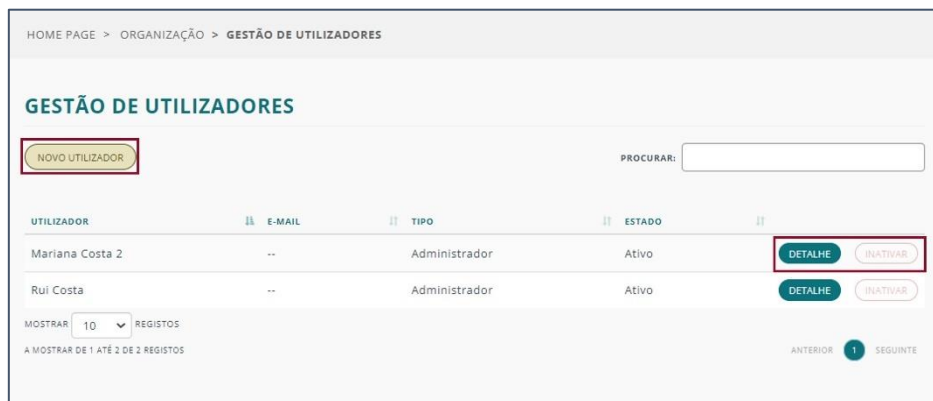 HOME PAGE > ORGANIZAÇÃO > GESTÃO DE UTILIZADORES
GESTÃO DE UTILIZADORES
NOVO UTILIZADOR PROCURAR:
UTILIZADOR E-MAIL TIPO ESTADO
Mariana Costa 2 -- Administrador Ativo DETALHE INATIVAR
Rui Costa -- Administrador Ativo DETALHE INATIVAR
MOSTRAR 10 REGISTOS
A MOSTRAR DE 1 ATÉ 2 DE 2 REGISTOS ANTERIOR 1 SEGUINTE